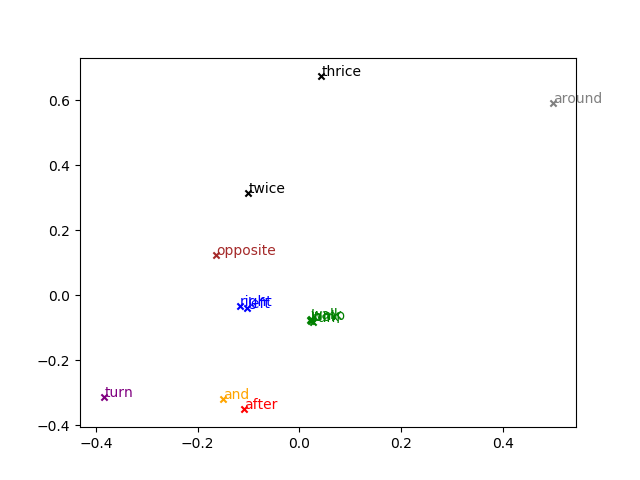 thrice
around
0.6
0.4
twice
0.2
opposite
0.0
right
left
walk
−0.2
turn
and
after
−0.4
−0.4
−0.2
0.0
0.2
0.4